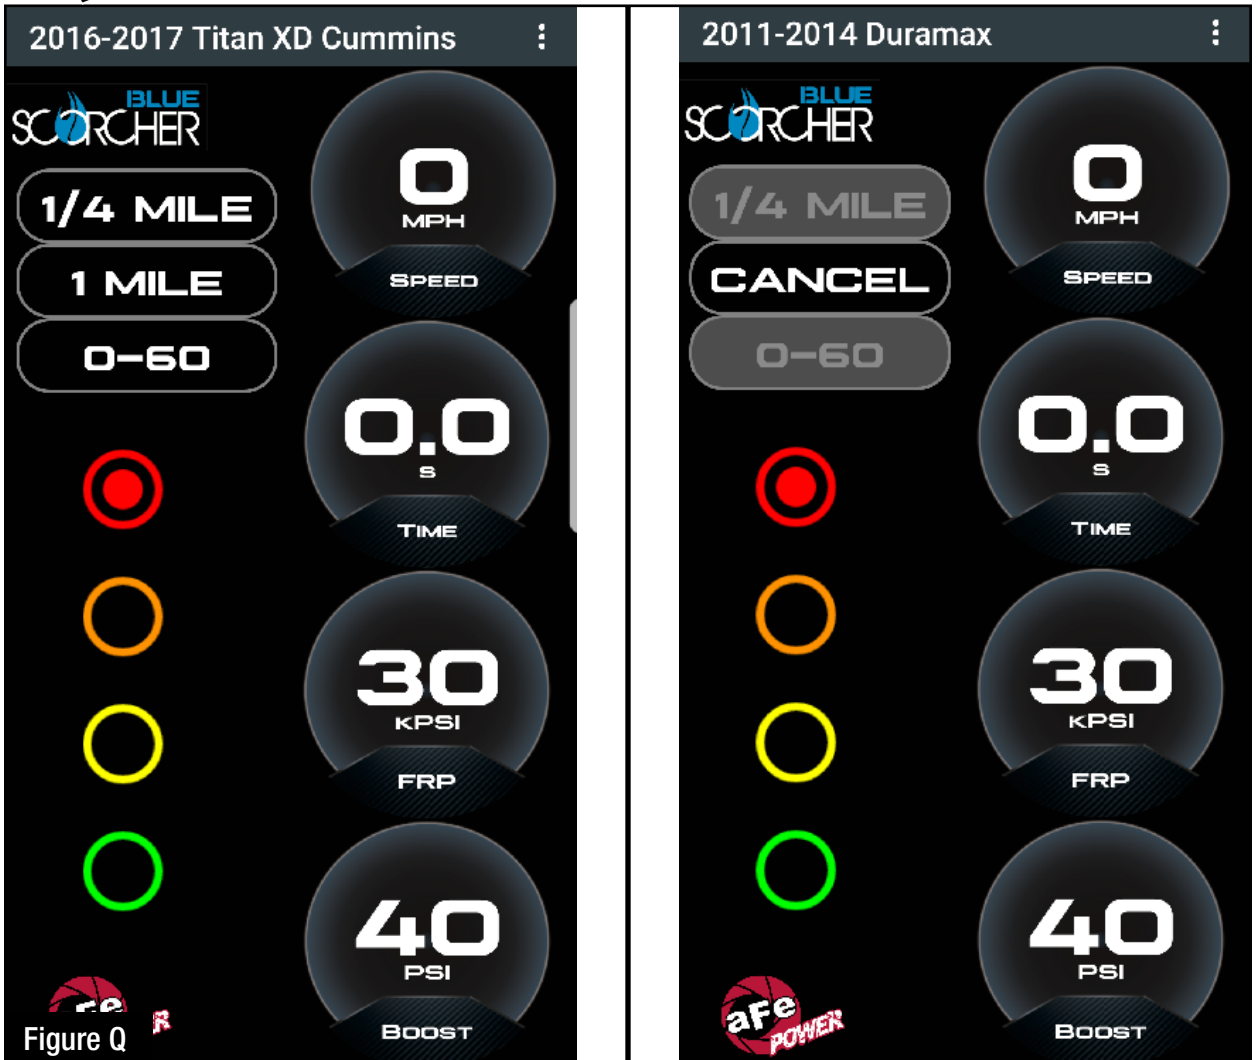 2016-2017 Titan XD Cummins
BLUE
SCORCHER
1/4 MILE
1 MILE
0-60
0
MPH
SPEED
0.0
S
TIME
30
KPSI
FRP
40
PSI
BOOST
aFe
Figure Q
2011-2014 Duramax
BLUE
SCORCHER
1/4 MILE
CANCEL
0-60
0
MPH
SPEED
0.0
S
TIME
30
KPSI
FRP
40
PSI
BOOST
aFe
POWER